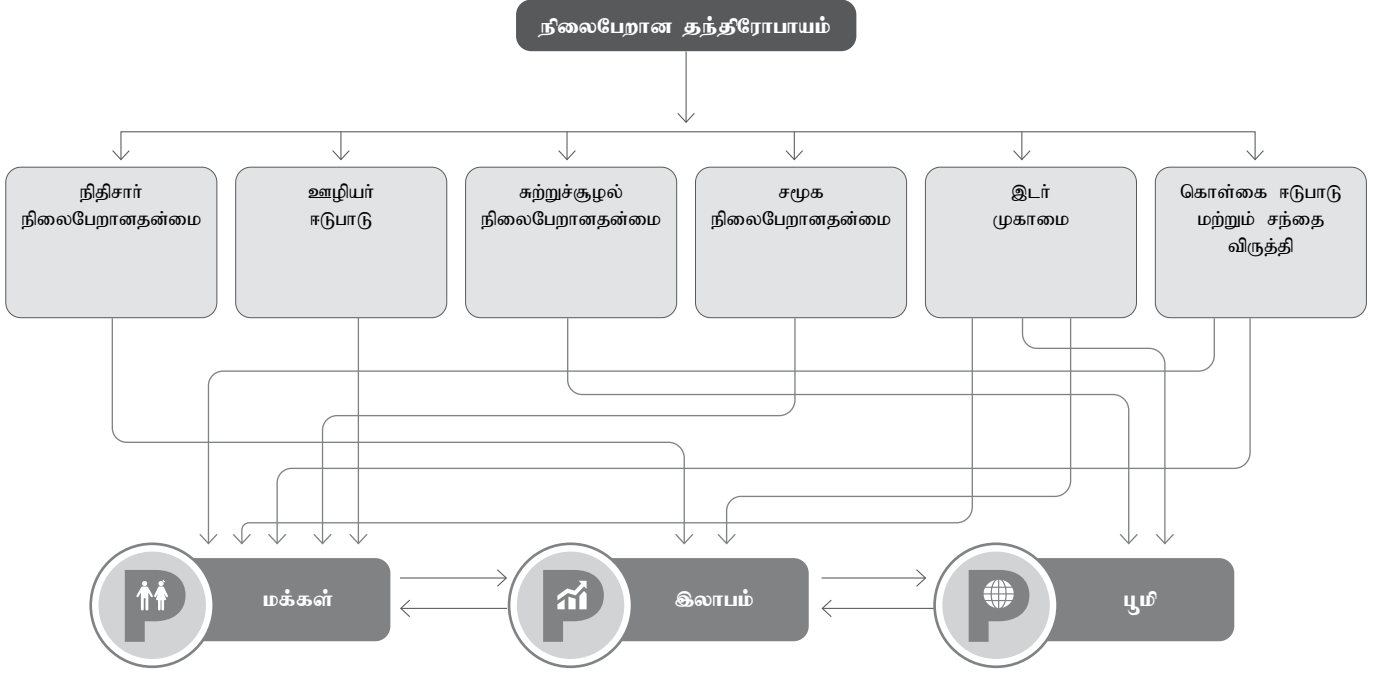 நிலைபேறான தந்திரோபாயம்
நிதிசார்
நிலைபேறானதன்மை
ஊழியர்
ஈடுபாடு
சுற்றுச்சூழல்
நிலைபேறானதன்மை
சமூக
நிலைபேறானதன்மை
இடர்
முகாமை
கொள்கை ஈடுபாடு
மற்றும் சந்தை
விருத்தி
P
மக்கள்
P
இலாபம்
P
பூமி